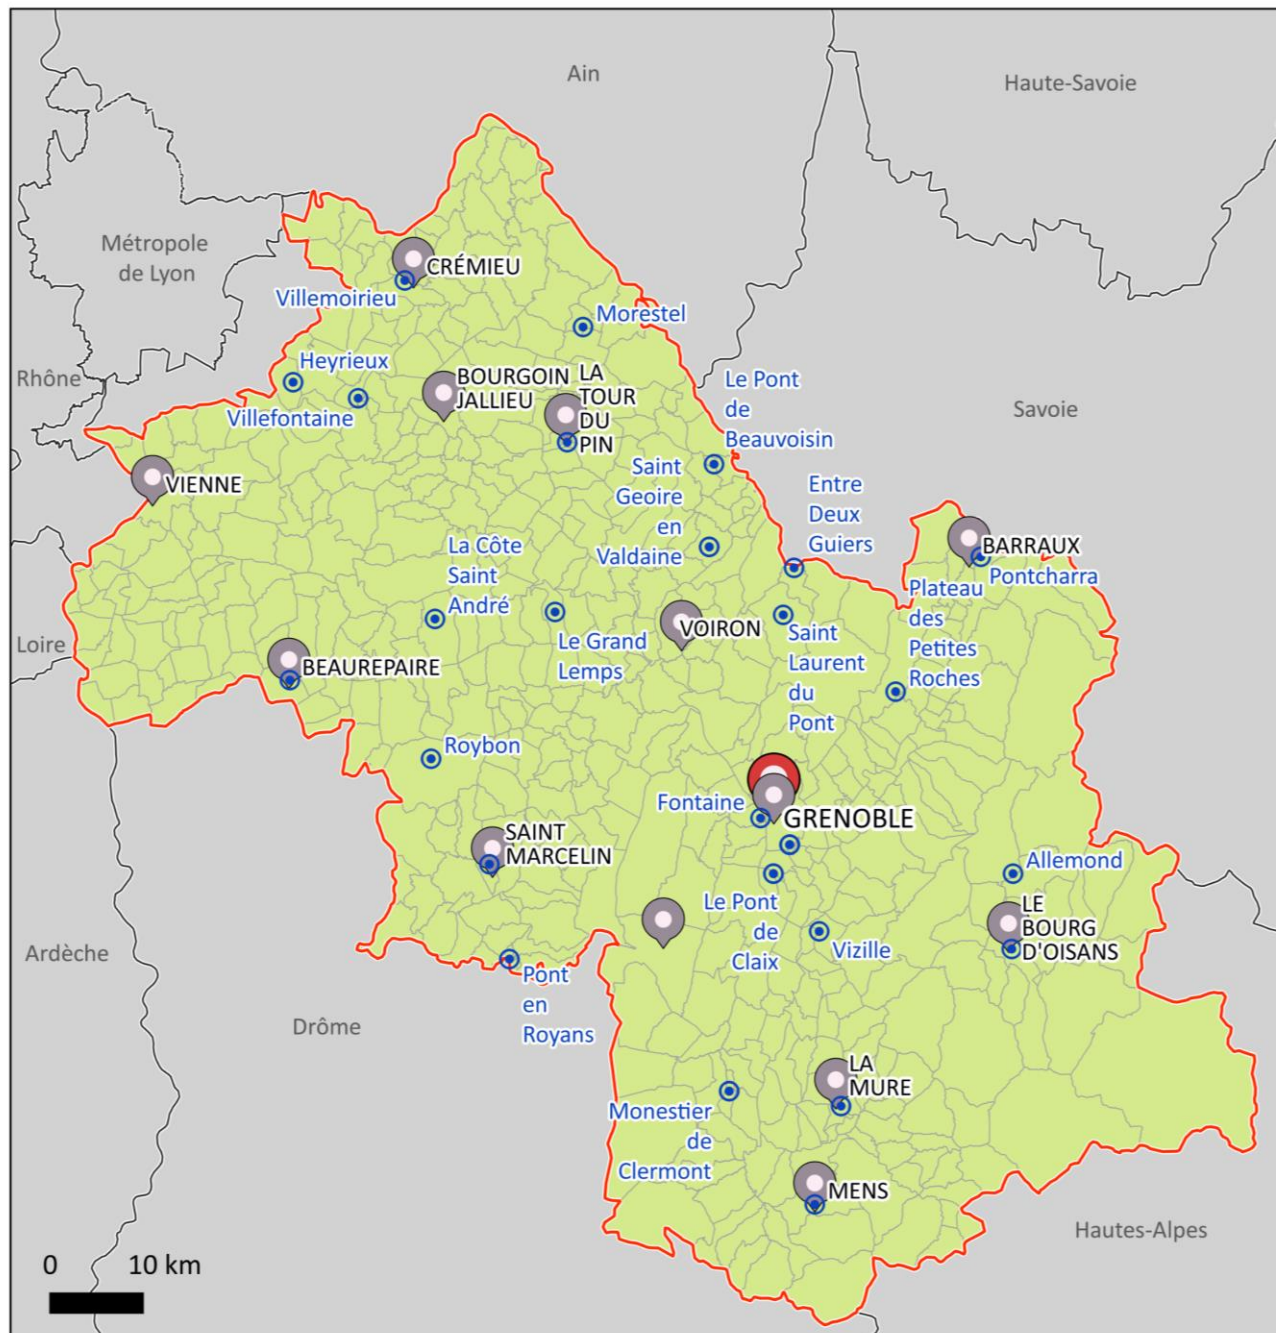 Ain
Haute-Savoie
Métropole
de Lyon
CRÉMIEU
Villemoirieu
Morestel
Rhône
Heyrieux
BOURGOIN
JALLIEU
LA
TOUR
DU
PIN
Le Pont
de
Beauvoisin
Savoie
Villefontaine
VIENNE
Saint
Geoire
en
Valdaine
Entre
Deux
Guiers
La Côte
Saint
André
BARRAUX
Pontcharra
Plateau
des
Petites
Roches
Loire
BEAUREPAIRE
Le Grand
Lemps
VOIRON
Saint
Laurent
du
Pont
Roybon
Fontaine
GRENOBLE
SAINT
MARCELIN
Allemond
Le Pont
de
Claix
Vizille
LE
BOURG
D'OISANS
Ardèche
Drôme
Pont
en
Royans
LA
MURE
Monestier
de
Clermont
MENS
Hautes-Alpes
0 10 km